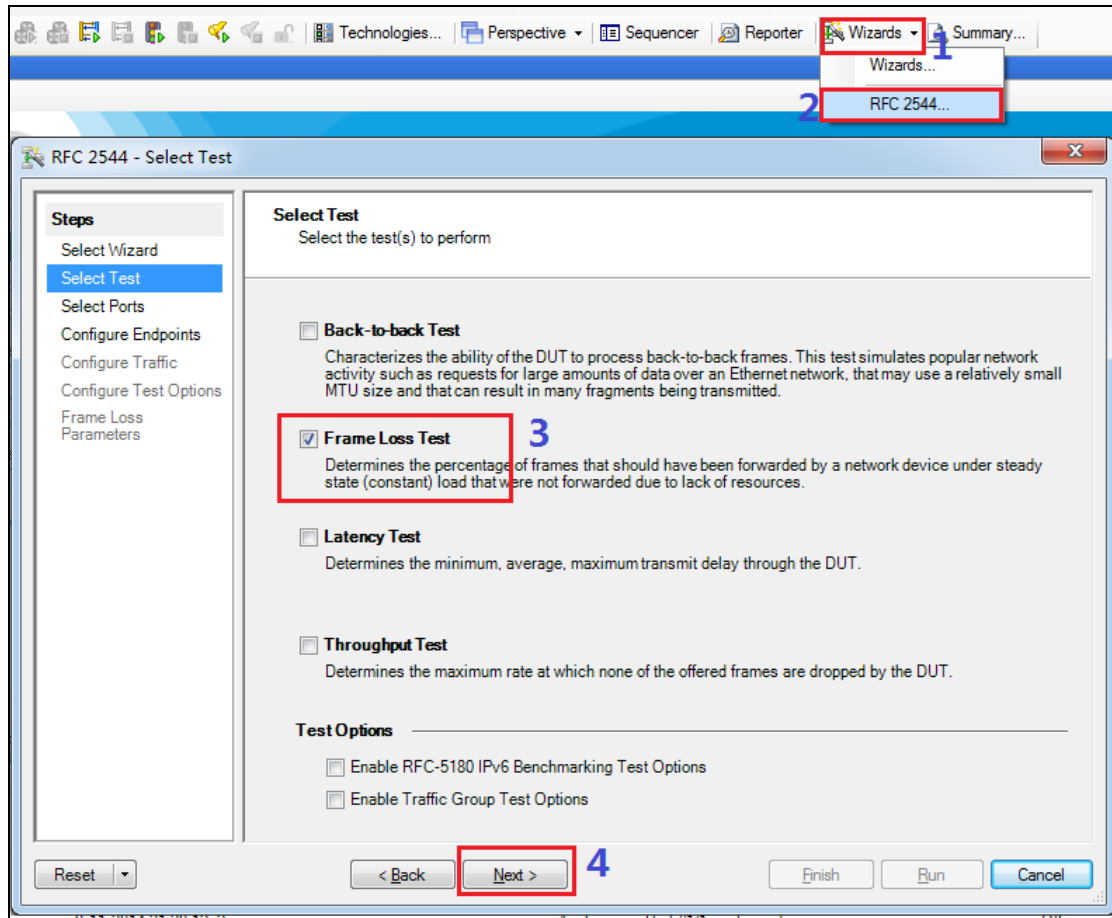 Technologies... Perspective Sequencer Reporter Wizards Summary...
1
Wizards...
2 RFC 2544...
RFC 2544 - Select Test
Steps
Select Wizard
Select Test
Select Ports
Configure Endpoints
Configure Traffic
Configure Test Options
Frame Loss
Parameters
Select Test
Select the test(s) to perform
Back-to-back Test
Characterizes the ability of the DUT to process back-to-back frames. This test simulates popular network
activity such as requests for large amounts of data over an Ethernet network, that may use a relatively small
MTU size and that can result in many fragments being transmitted.
Frame Loss Test 3
Determines the percentage of frames that should have been forwarded by a network device under steady
state (constant) load that were not forwarded due to lack of resources.
Latency Test
Determines the minimum, average, maximum transmit delay through the DUT.
Throughput Test
Determines the maximum rate at which none of the offered frames are dropped by the DUT.
Test Options
Enable RFC-5180 IPv6 Benchmarking Test Options
Enable Traffic Group Test Options
Reset < Back Next > 4 Finish Run Cancel